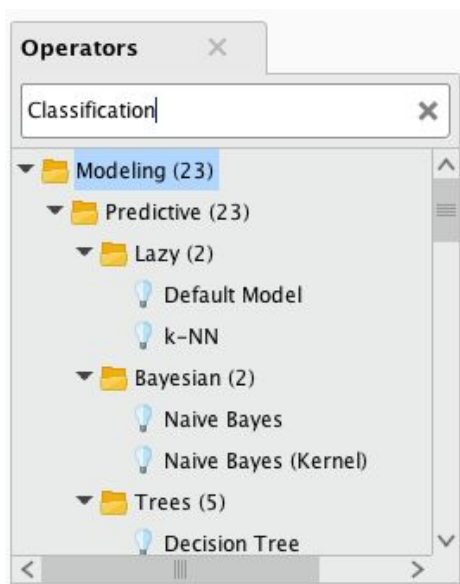 Operators
Classification
Modeling (23)
Predictive (23)
Lazy (2)
Default Model
k-NN
Bayesian (2)
Naive Bayes
Naive Bayes (Kernel)
Trees (5)
Decision Tree